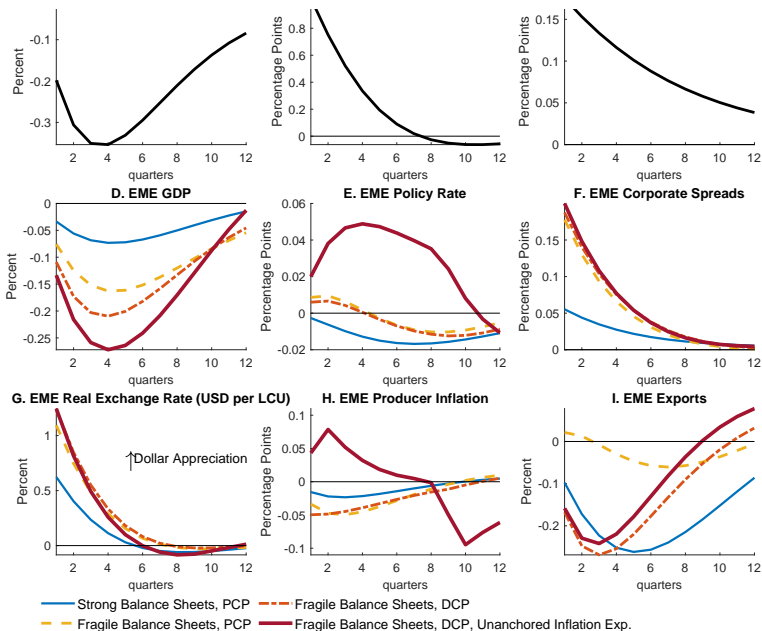 -0.1
-0.2
-0.3
Percent
2 4 6 8 10 12
quarters
0.8
0.6
0.4
0.2
0
Percentage Points
2 4 6 8 10 12
quarters
0.15
0.1
0.05
0
Percentage Points
2 4 6 8 10 12
quarters
D. EME GDP
0
-0.05
-0.1
-0.15
-0.2
-0.25
Percent
2 4 6 8 10 12
quarters
E. EME Policy Rate
0.06
0.04
0.02
0
-0.02
Percentage Points
2 4 6 8 10 12
quarters
F. EME Corporate Spreads
0.15
0.1
0.05
0
Percentage Points
2 4 6 8 10 12
quarters
G. EME Real Exchange Rate (USD per LCU)
1
0.5
0
Percent
↑Dollar Appreciation
2 4 6 8 10 12
quarters
H. EME Producer Inflation
0.1
0.05
0
-0.05
-0.1
Percentage Points
2 4 6 8 10 12
quarters
I. EME Exports
0
-0.1
-0.2
Percent
2 4 6 8 10 12
quarters
Strong Balance Sheets, PCP
Fragile Balance Sheets, PCP
Fragile Balance Sheets, DCP
Fragile Balance Sheets, DCP, Unanchored Inflation Exp.